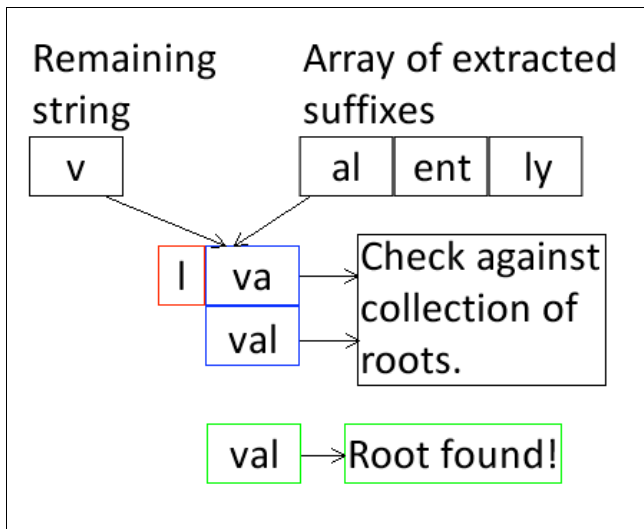 Remaining string
Array of extracted suffixes
v
al ent ly
l va
val
Check against collection of roots.
val Root found!